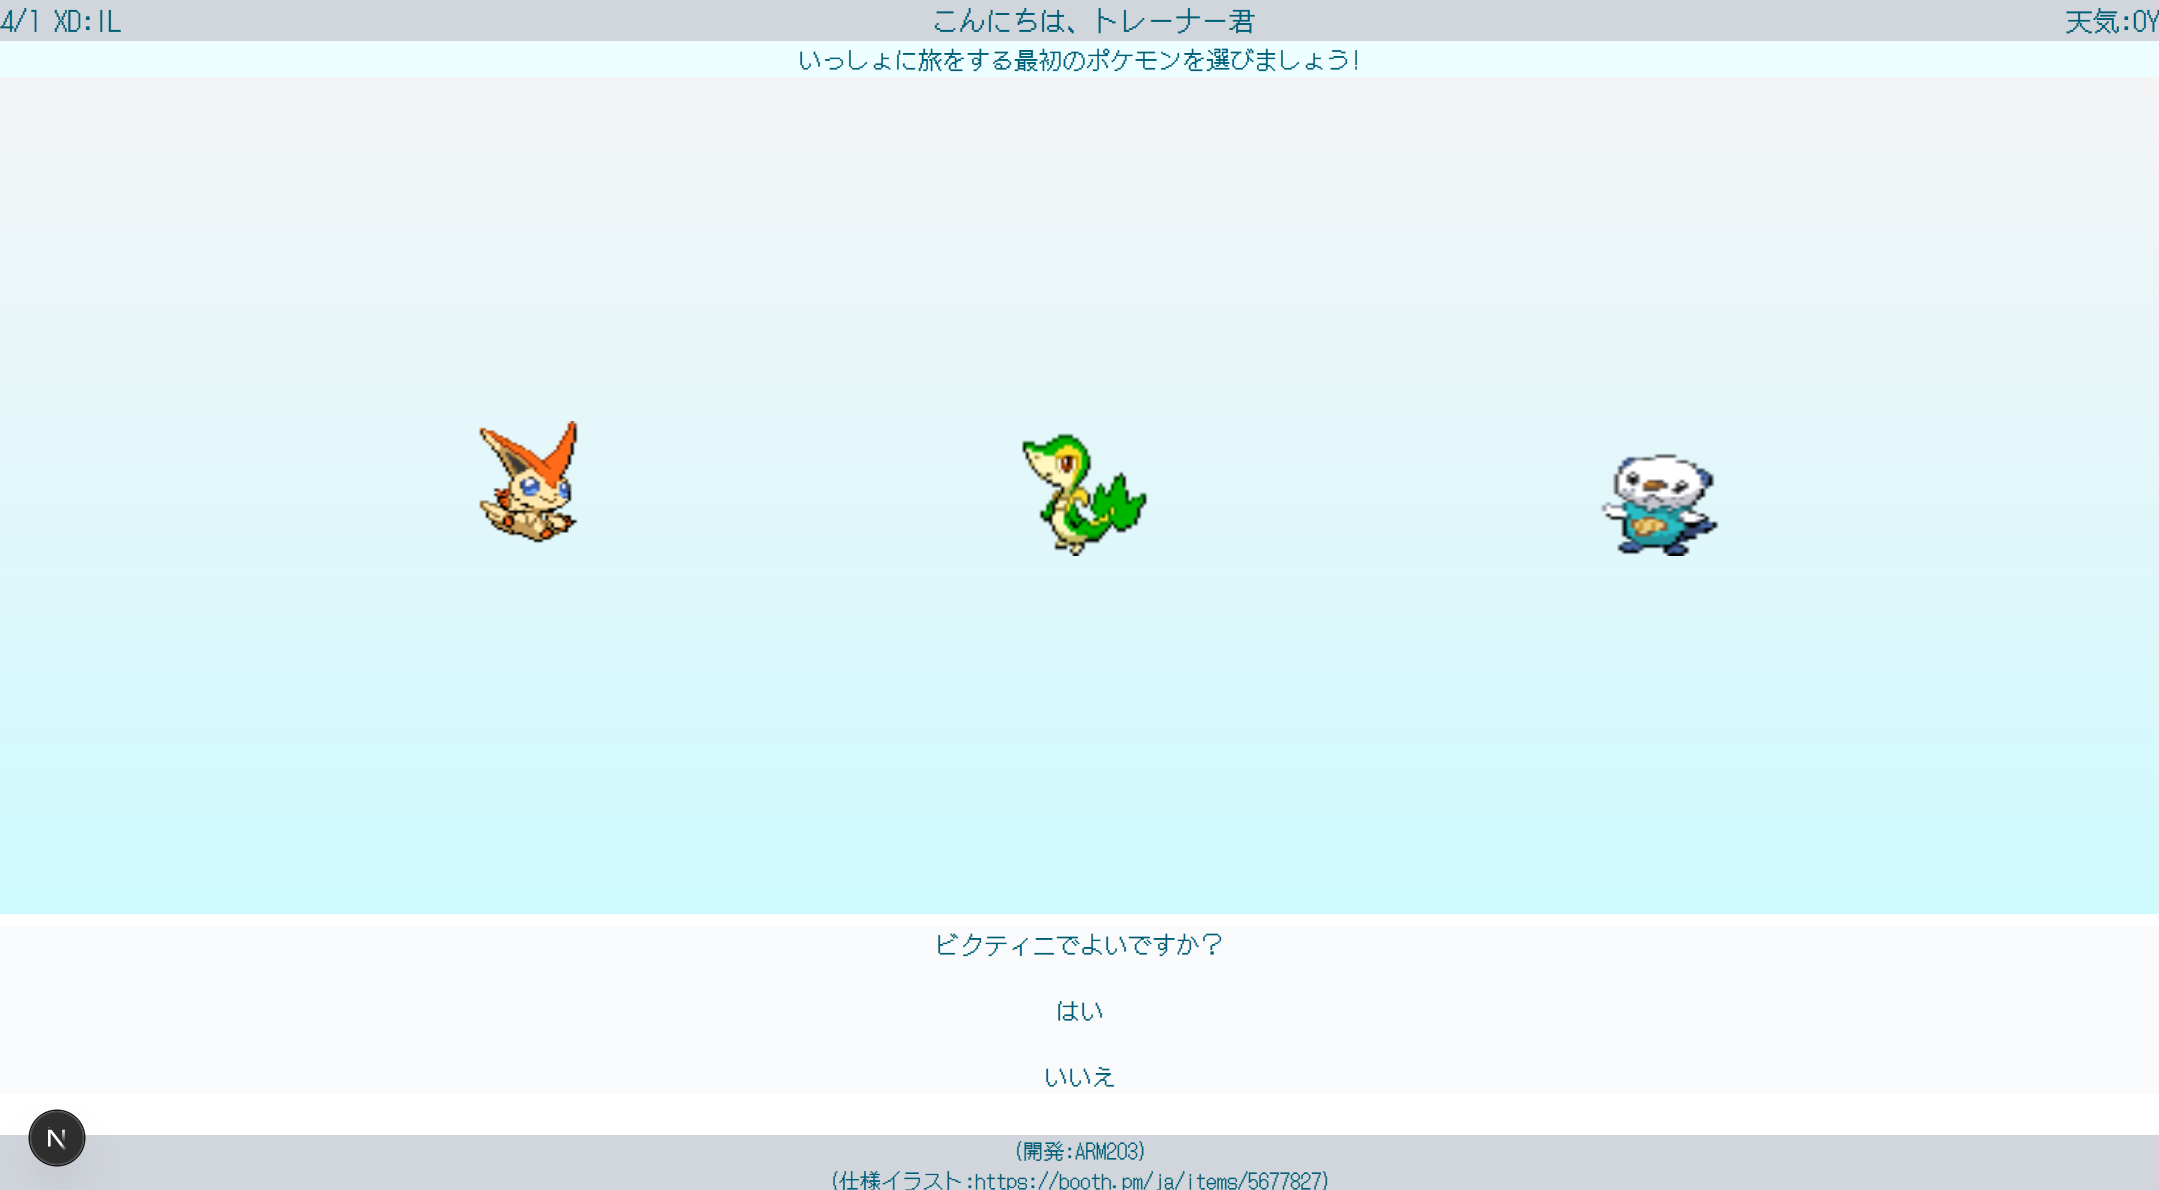 4/1 XD:IL
こんにちは、トレーナー君
天気:OY
いっしょに旅をする最初のポケモンを選びましょう!
ビクティニでよいですか？
はい
いいえ
N
(開発:ARM203)
(仕様イラスト:https://booth.pm/ja/items/5677827)